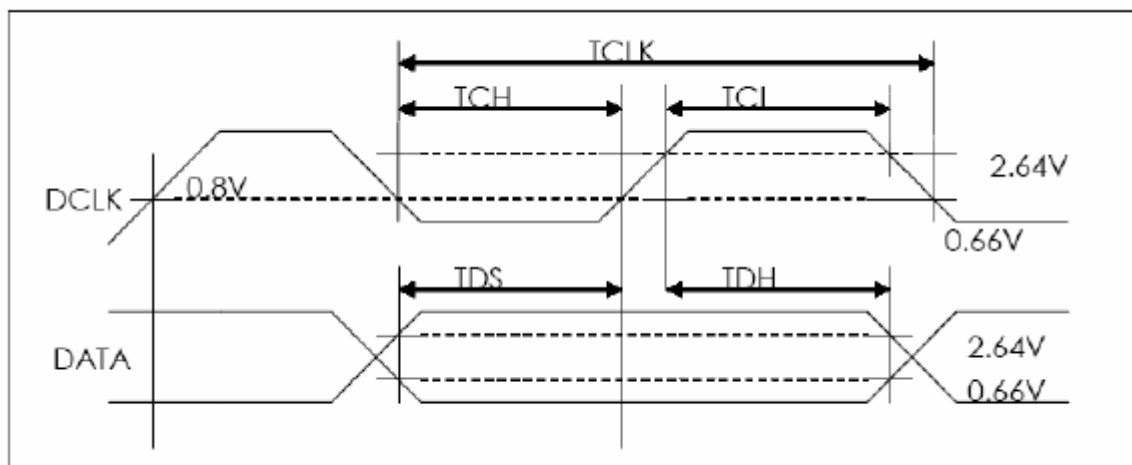 TCLK
TCH TCL
0.8V 2.64V
DCLK
0.66V
TDS TDH
2.64V
DATA
0.66V